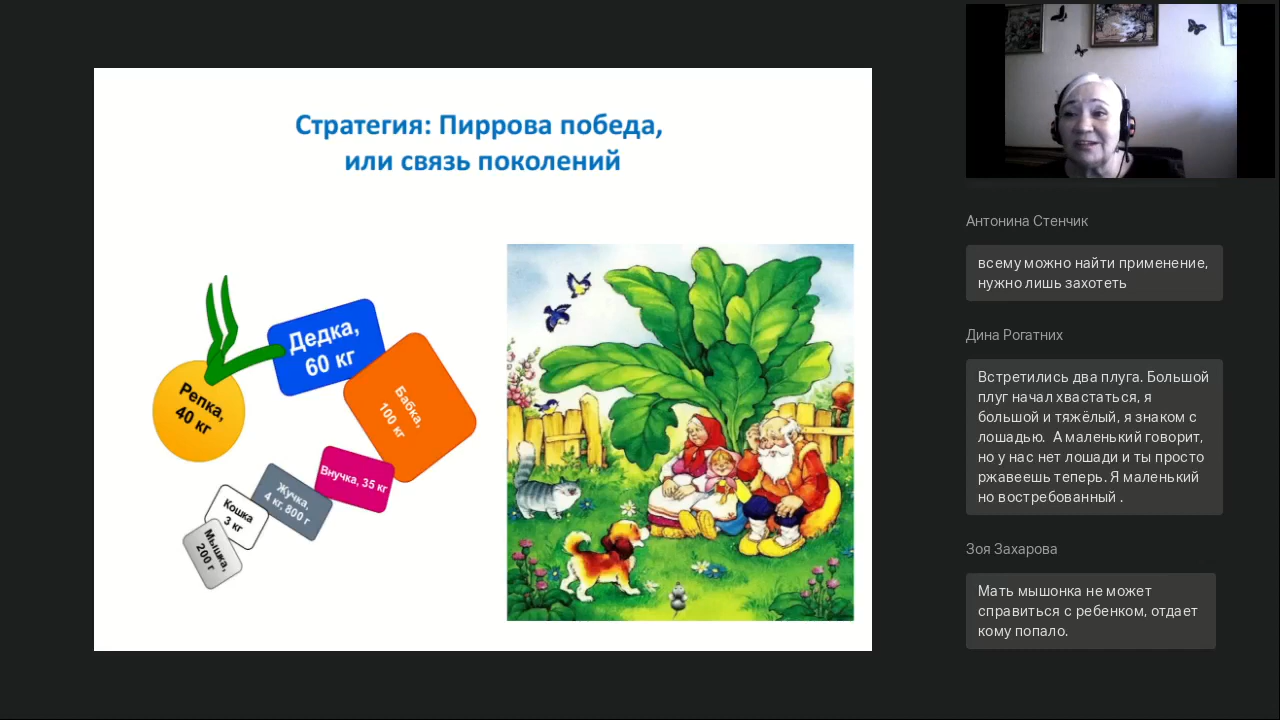 Стратегия: Пиррова победа,
или связь поколений
Репка,
40 кг
Дедка,
60 кг
Бабка,
100 кг
Внучка, 35 кг
Жучка,
4 кг, 800 г
Кошка
3 кг
Мышка,
200 г
Антонина Стенчик
всему можно найти применение,
нужно лишь захотеть
Дина Рогатних
Встретились два плуга. Большой
плуг начал хвастаться, я
большой и тяжёлый, я знаком с
лошадью. А маленький говорит,
но у нас нет лошади и ты просто
ржавеешь теперь. Я маленький
но востребованный .
Зоя Захарова
Мать мышонка не может
справиться с ребенком, отдает
кому попало.